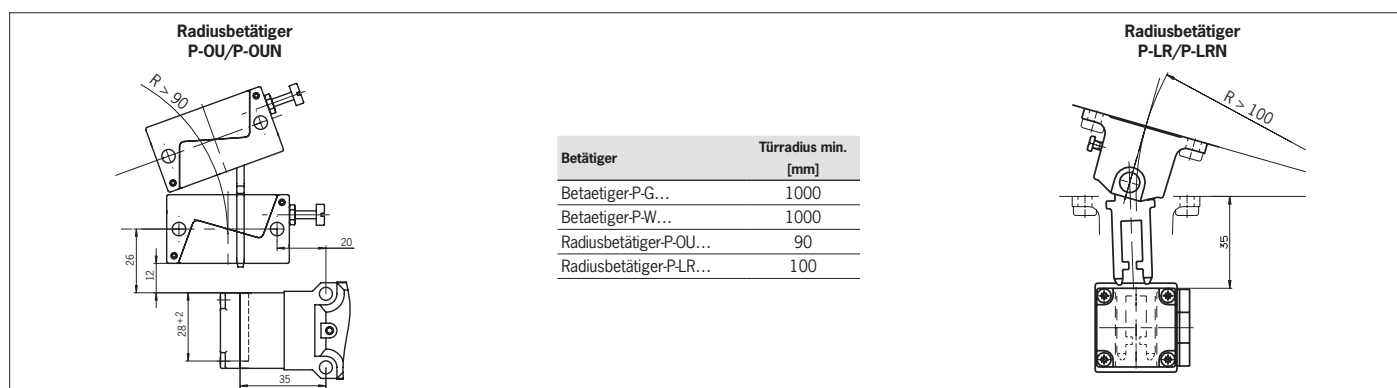 Radiusbetätiger
P-OU/P-OUN
R > 90
20
26
12
28+2
35
Betätiger Türradius min.
[mm]
Betaetiger-P-G… 1000
Betaetiger-P-W… 1000
Radiusbetätiger-P-OU… 90
Radiusbetätiger-P-LR… 100
Radiusbetätiger
P-LR/P-LRN
R > 100
35